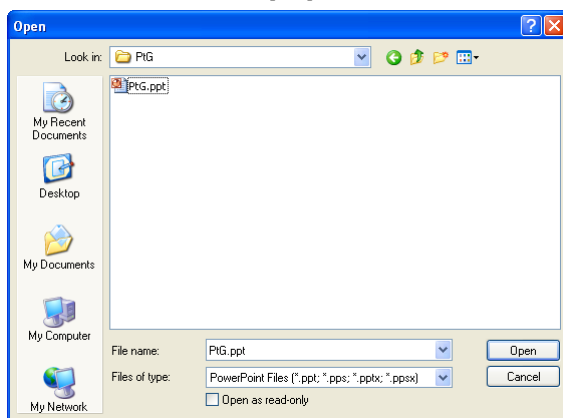 Open
Look in:
PtG
PtG.ppt
My Recent
Documents
Desktop
My Documents
My Computer
My Network
File name:
PtG.ppt
Open
Files of type:
PowerPoint Files (*.ppt; *.pps; *.pptx; *.ppsx)
Cancel
Open as read-only